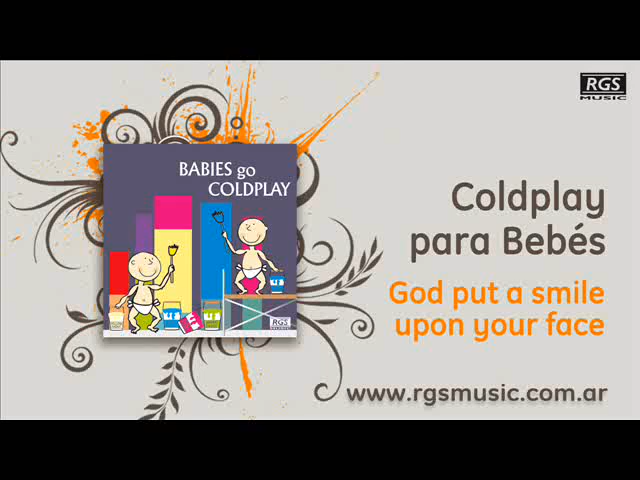 RGS
MUSIC
BABIES go
COLDPLAY
RGS
MUSIC
Coldplay
para Bebés
God put a smile
upon your face
www.rgsmusic.com.ar